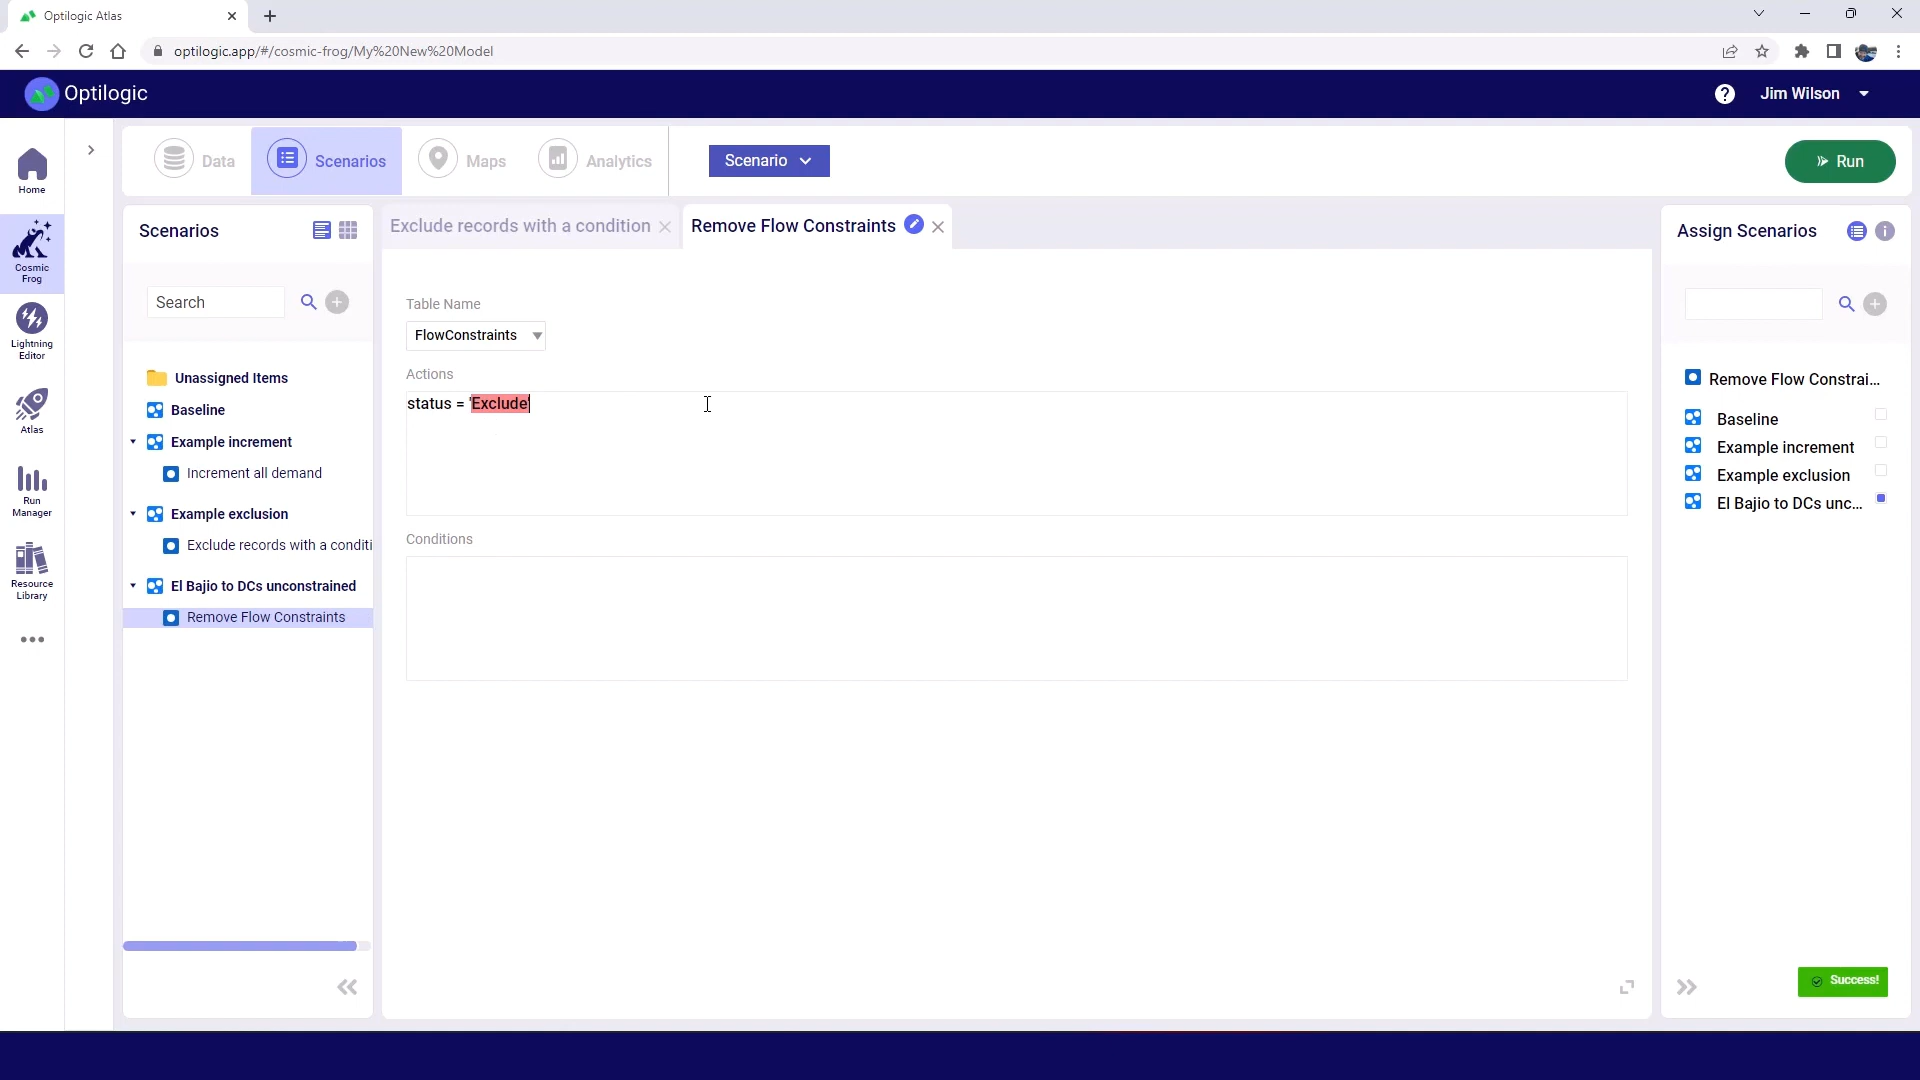 Optilogic Atlas
optilogic.app/#/cosmic-frog/My%20New%20Model
Optilogic
? Jim Wilson
Home
Cosmic
Frog
Lightning
Editor
Atlas
Run
Manager
Resource
Library
Data
Scenarios
Maps
Analytics
Scenario
Run
Scenarios
Search
Unassigned Items
Baseline
Example increment
Increment all demand
Example exclusion
Exclude records with a conditi
El Bajio to DCs unconstrained
Remove Flow Constraints
Exclude records with a condition
Remove Flow Constraints
Table Name
FlowConstraints
Actions
status = 'Exclude'
Conditions
Assign Scenarios
Remove Flow Constrai...
Baseline
Example increment
Example exclusion
El Bajio to DCs unc...
Success!